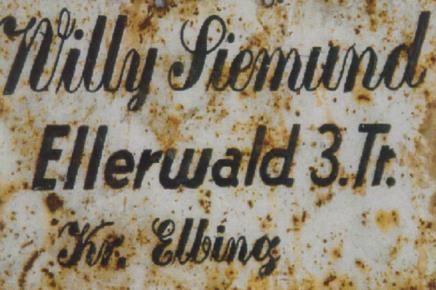 Willy Siemund
Ellerwald 3.Tr.
Kr. Elbing